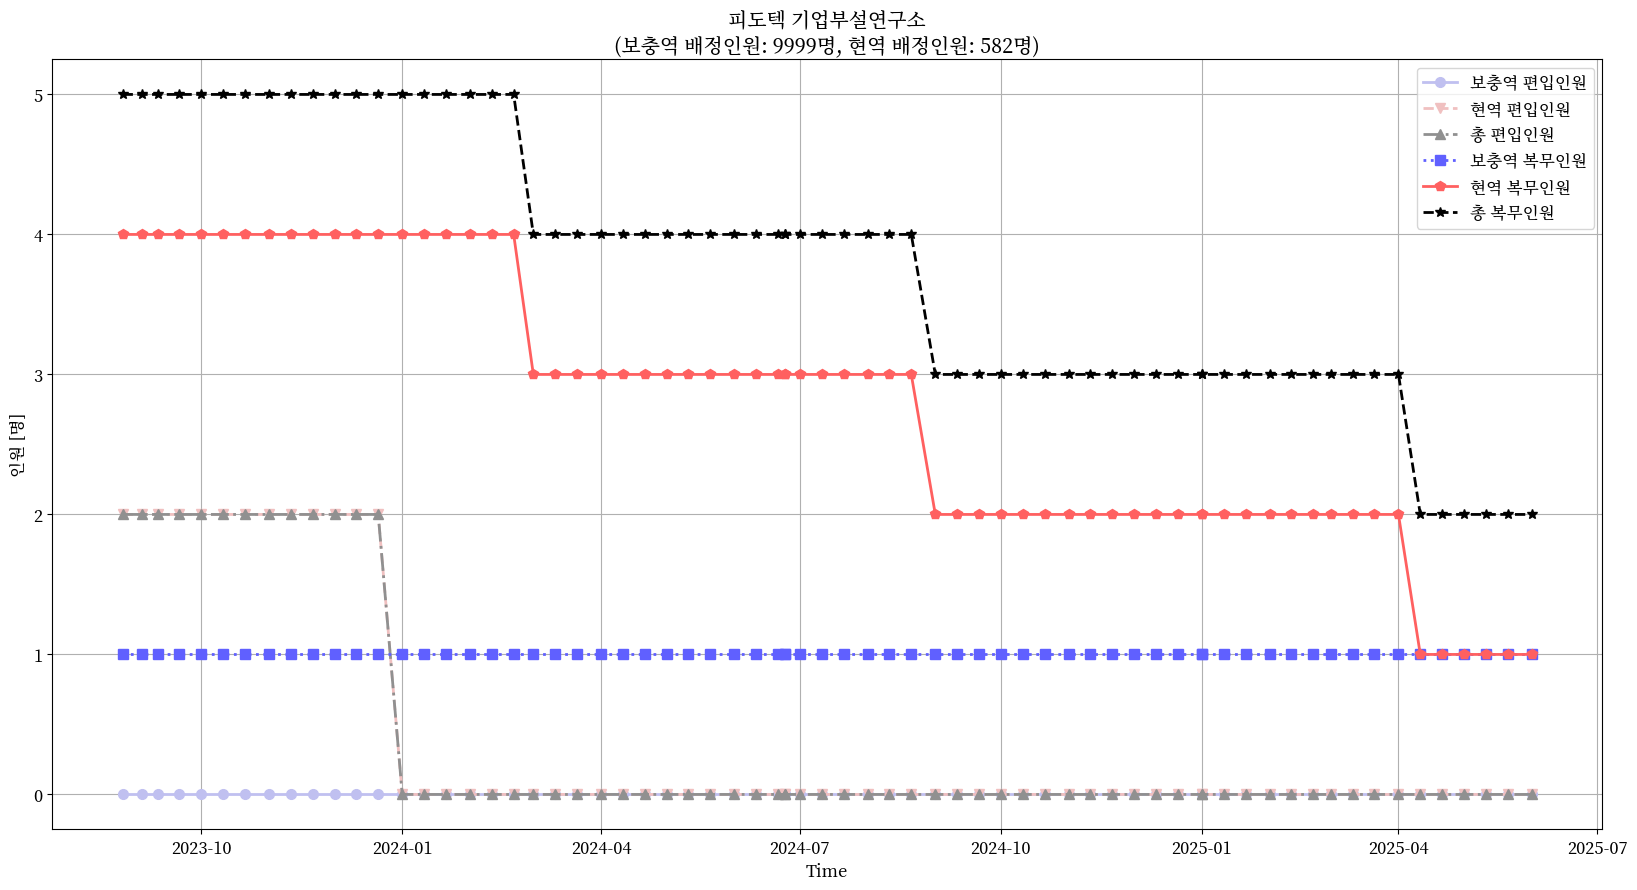 피도텍 기업부설연구소
(보충역 배정인원: 9999명, 현역 배정인원: 582명)
보충역 편입인원
현역 편입인원
총 편입인원
보충역 복무인원
현역 복무인원
총 복무인원
인원 [명]
5
4
3
2
1
0
2023-10
2024-01
2024-04
2024-07
2024-10
2025-01
2025-04
2025-07
Time